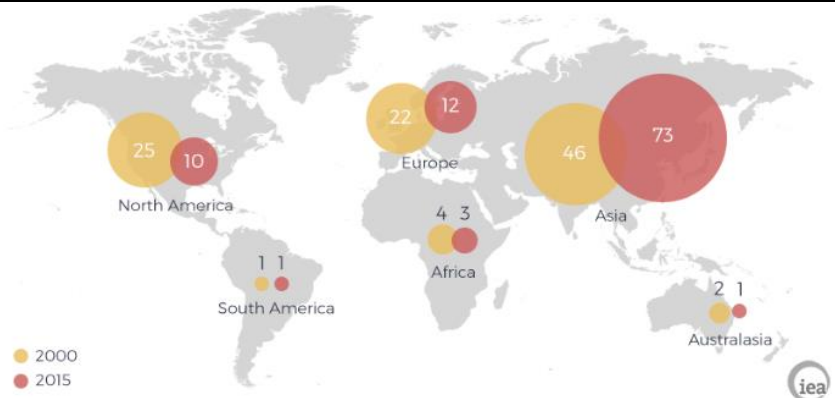 22
12
25
10
46
73
Europe
North America
Asia
4 3
Africa
1 1
South America
2 1
Australasia
2000
2015
iea